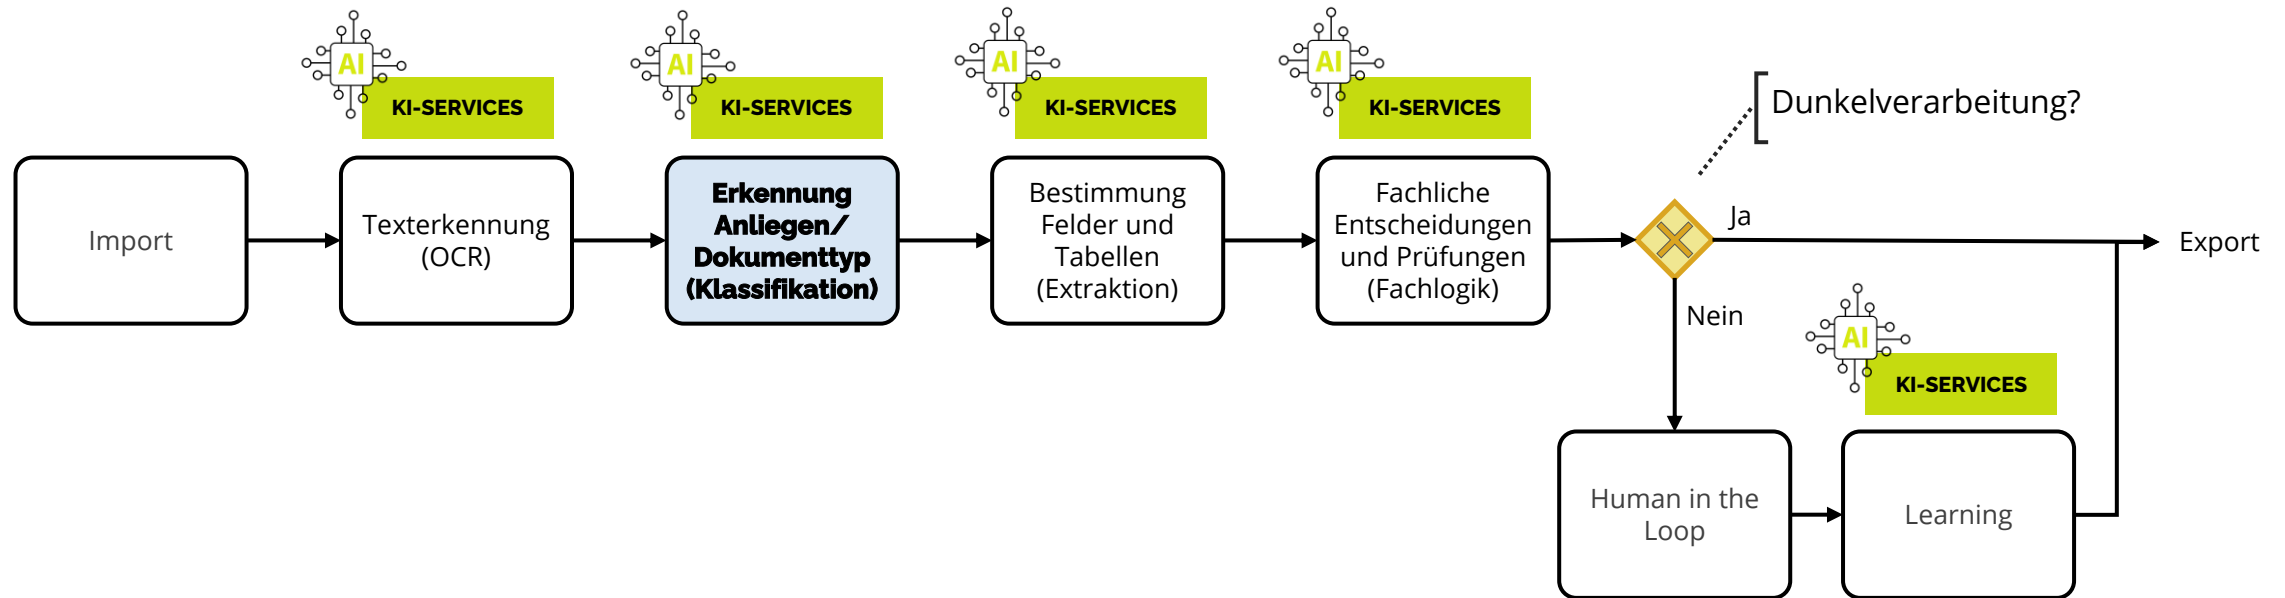 AI
KI-SERVICES
AI
KI-SERVICES
AI
KI-SERVICES
AI
KI-SERVICES
Dunkelverarbeitung?
Import
Texterkennung
(OCR)
Erkennung
Anliegen/
Dokumenttyp
(Klassifikation)
Bestimmung
Felder und
Tabellen
(Extraktion)
Fachliche
Entscheidungen
und Prüfungen
(Fachlogik)
Ja
Export
Nein
AI
KI-SERVICES
Human in the
Loop
Learning